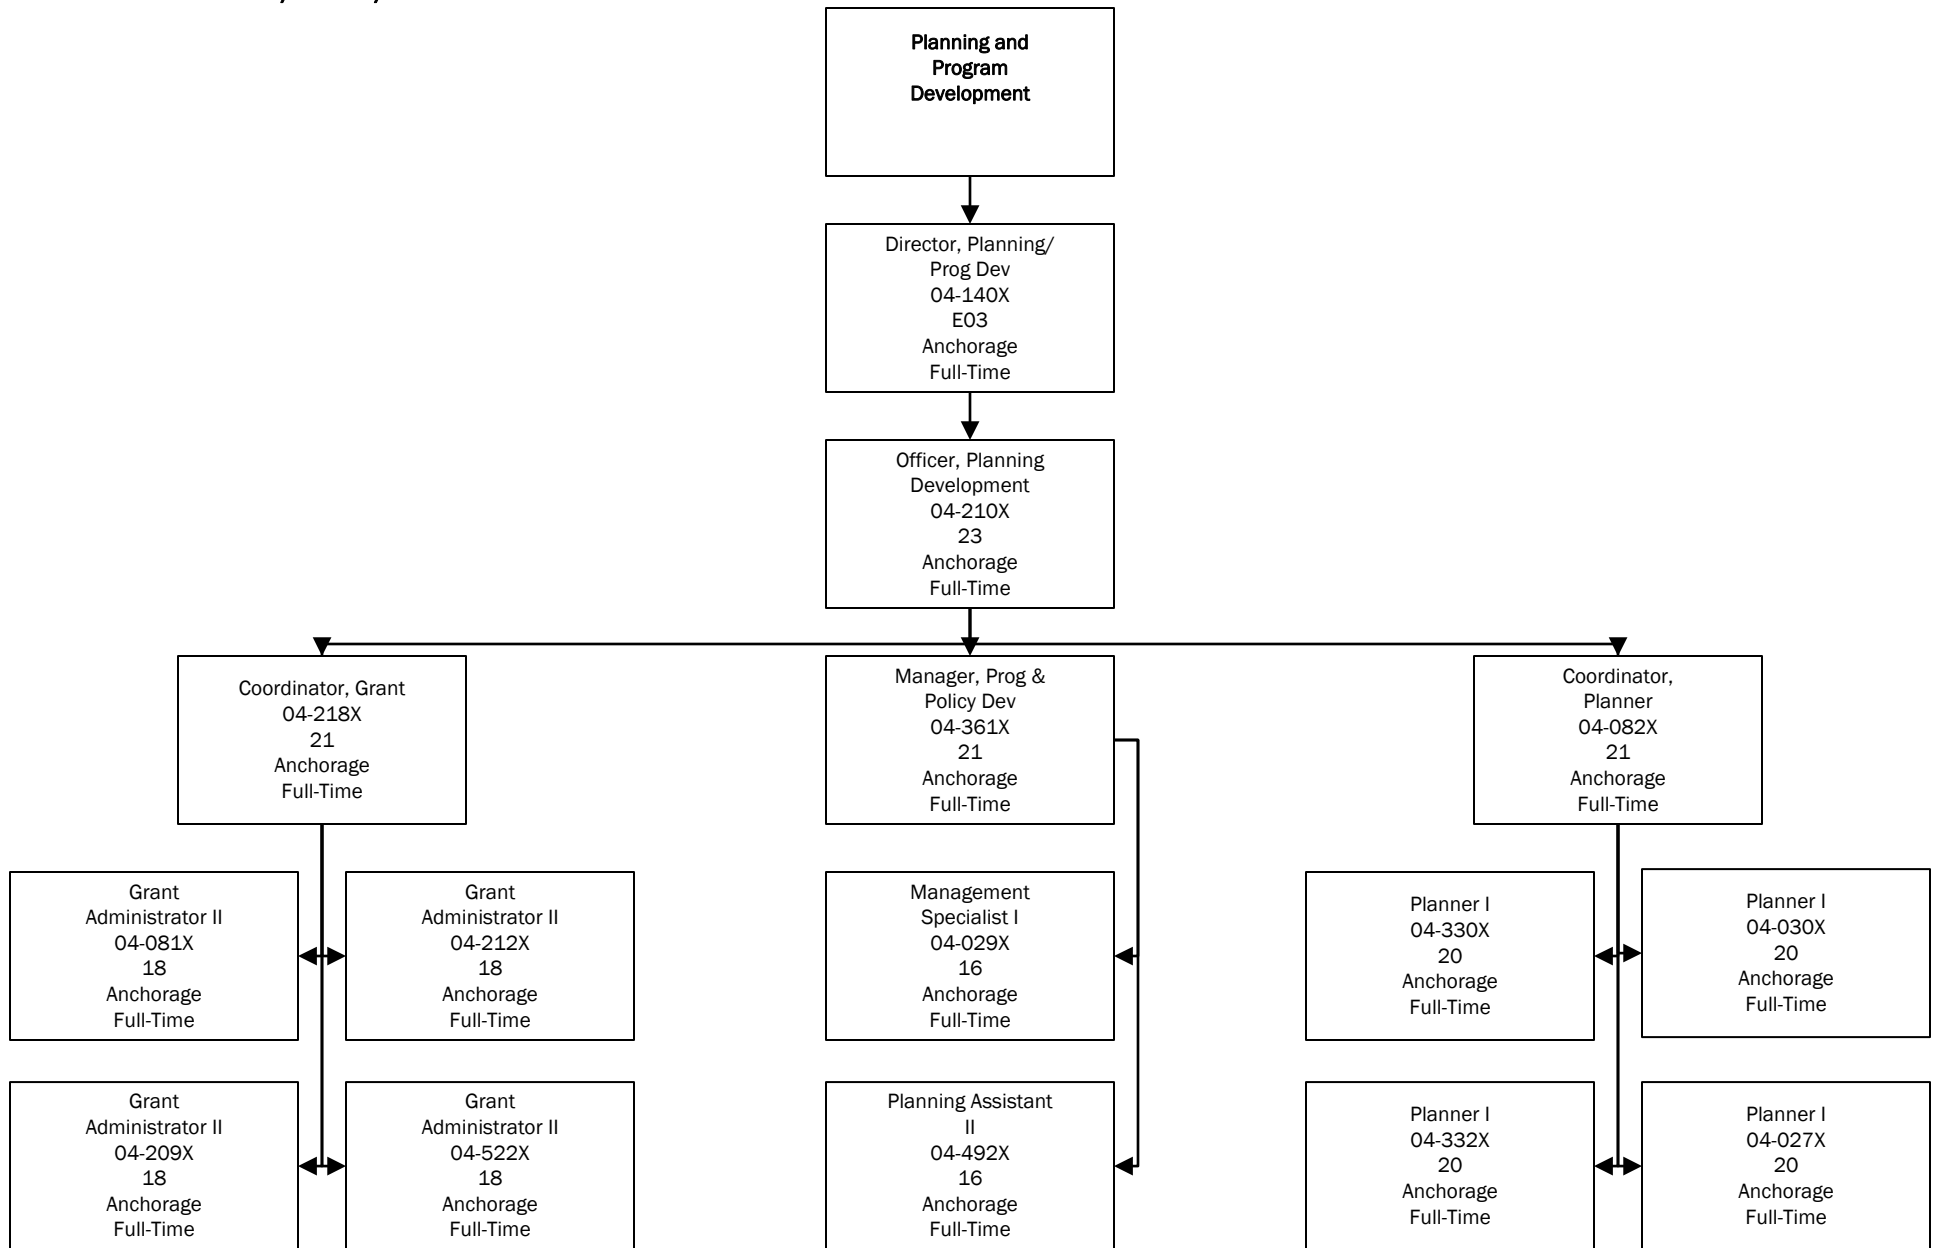 Planning and
Program
Development
Director, Planning/
Prog Dev
04-140X
E03
Anchorage
Full-Time
Officer, Planning
Development
04-210X
23
Anchorage
Full-Time
Coordinator, Grant
04-218X
21
Anchorage
Full-Time
Manager, Prog &
Policy Dev
04-361X
21
Anchorage
Full-Time
Coordinator,
Planner
04-082X
21
Anchorage
Full-Time
Grant
Administrator II
04-081X
18
Anchorage
Full-Time
Grant
Administrator II
04-212X
18
Anchorage
Full-Time
Management
Specialist I
04-029X
16
Anchorage
Full-Time
Planner I
04-330X
20
Anchorage
Full-Time
Planner I
04-030X
20
Anchorage
Full-Time
Grant
Administrator II
04-209X
18
Anchorage
Full-Time
Grant
Administrator II
04-522X
18
Anchorage
Full-Time
Planning Assistant
II
04-492X
16
Anchorage
Full-Time
Planner I
04-332X
20
Anchorage
Full-Time
Planner I
04-027X
20
Anchorage
Full-Time